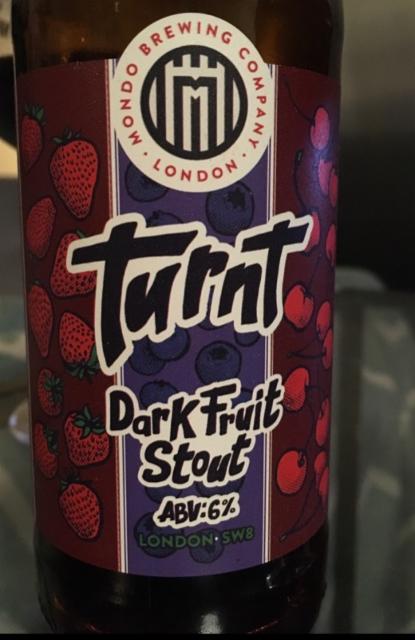 MONDO BREWING COMPANY
M
· LONDON ·
Turnt
Dark Fruit
Stout
ABV:6%
LONDON·SW8